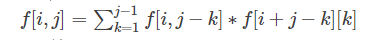 f[i,j] = ∑_{k=1}^{j-1} f[i,j-k] * f[i+j-k][k]